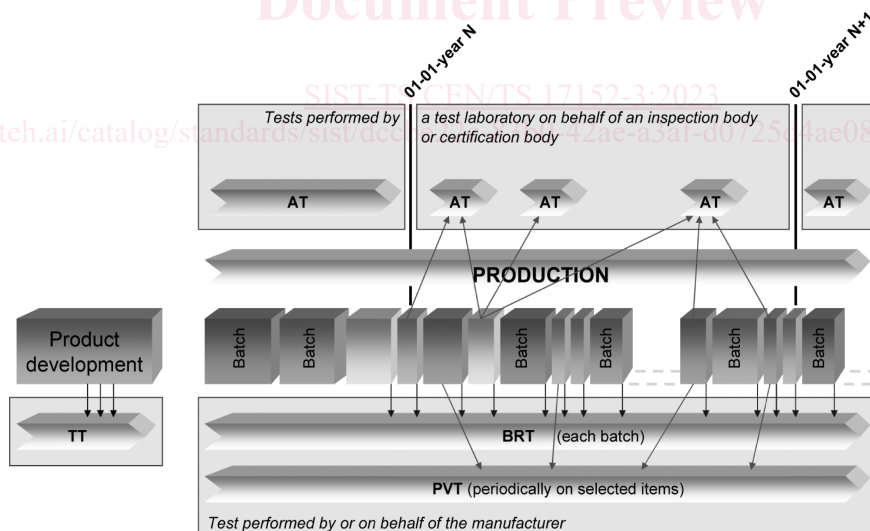 Document Preview
01-01-year N
01-01-year N+1
SIST-TS CEN/TS 17152-3:2023
Tests performed by
a test laboratory on behalf of an inspection body
or certification body
AT
AT
AT
AT
AT
PRODUCTION
Product
development
Batch
Batch
Batch
Batch
Batch
Batch
TT
BRT (each batch)
PVT (periodically on selected items)
Test performed by or on behalf of the manufacturer